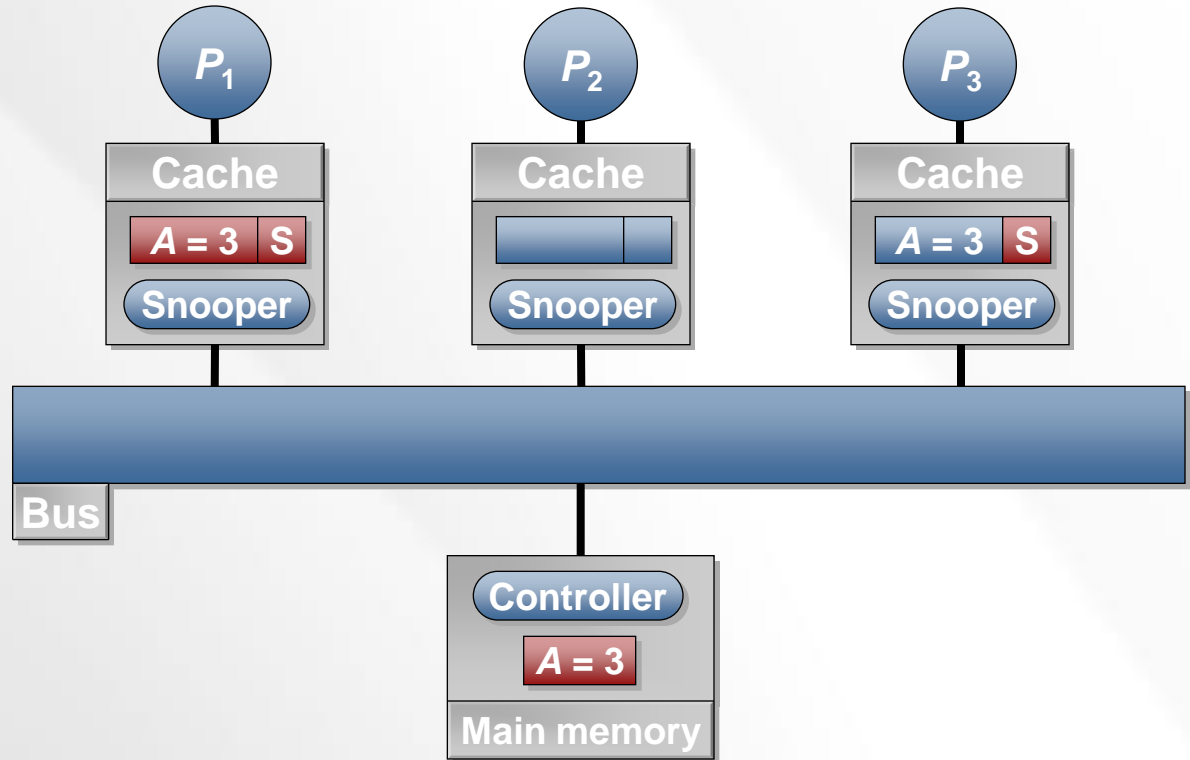 P1 P2 P3
Cache Cache Cache
A = 3 S A = 3 S
Snooper Snooper Snooper
Bus
Controller
A = 3
Main memory